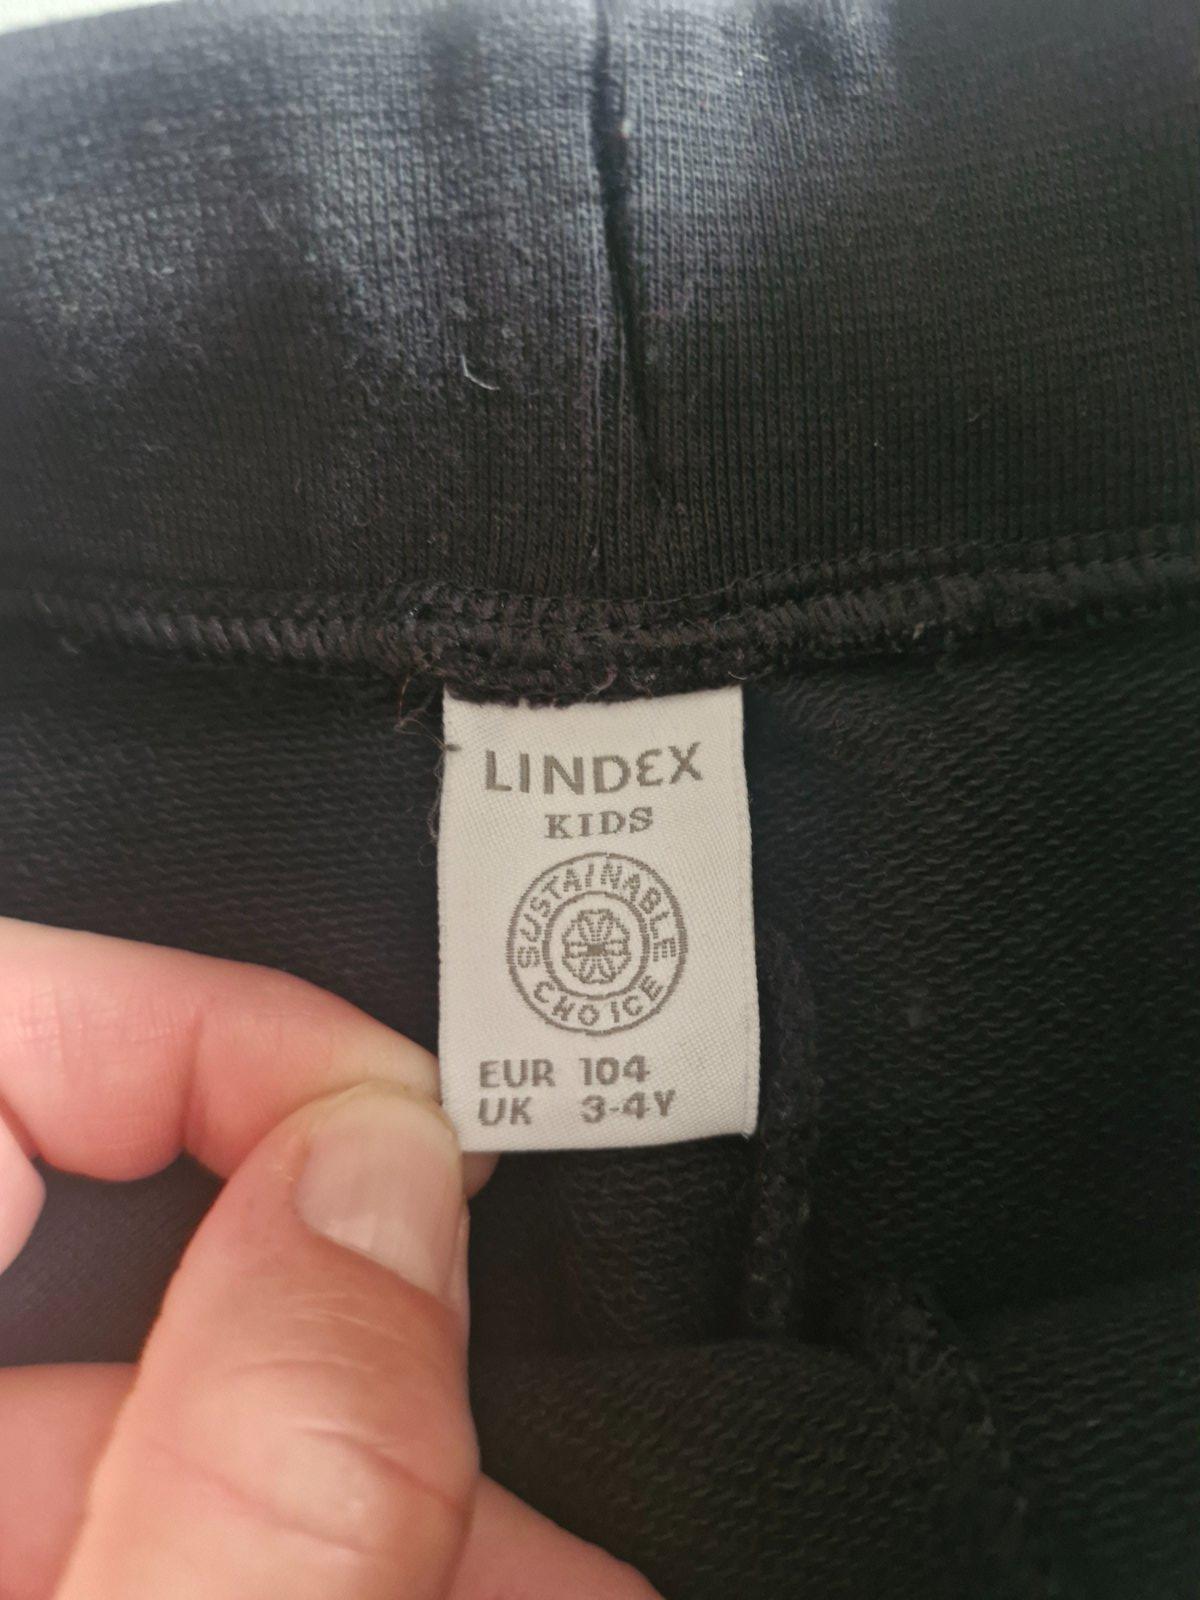 LINDEX
KIDS
SUSTAINABLE
CHOICE
EUR 104
UK 3-4Y